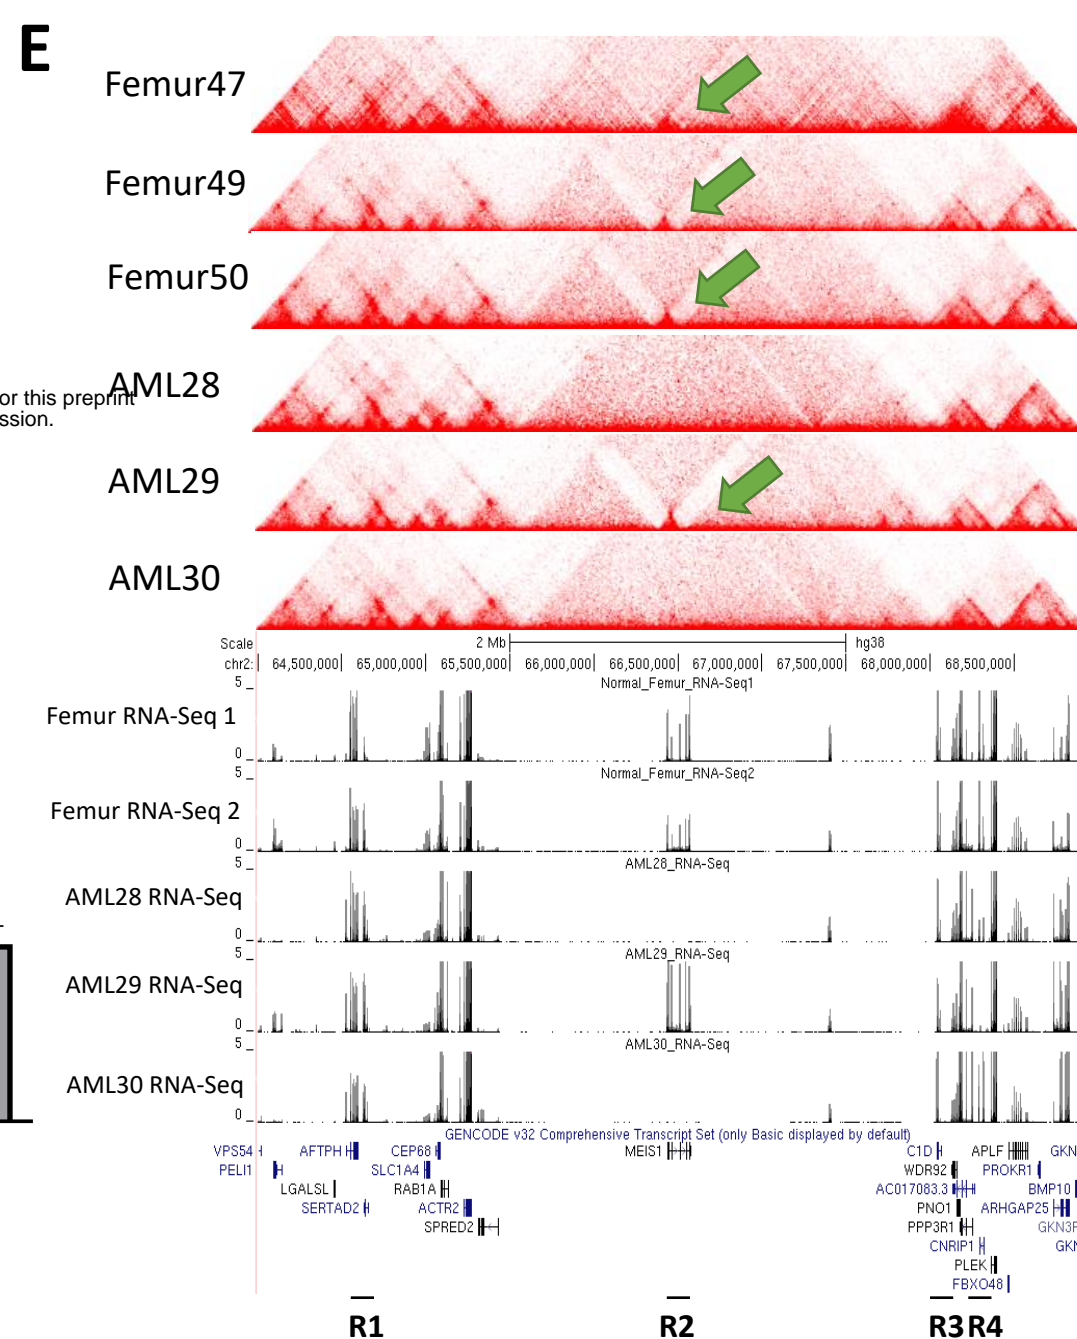 E
Femur47
Femur49
Femur50
AML28
or this preprint
ssion.
AML29
AML30
Scale 2 Mb hg38
chr2: 64,500,000 65,000,000 65,500,000 66,000,000 66,500,000 67,000,000 67,500,000 68,000,000 68,500,000
Normal_Femur_RNA-Seq1
5
Femur RNA-Seq 1
0
Normal_Femur_RNA-Seq2
5
Femur RNA-Seq 2
0
AML28_RNA-Seq
5
AML28 RNA-Seq
0
AML29_RNA-Seq
5
AML29 RNA-Seq
0
AML30_RNA-Seq
5
AML30 RNA-Seq
0
GENCODE v32 Comprehensive Transcript Set (only Basic displayed by default)
VPS54 AFTPH CEP68 MEIS1 C1D APLF GKN
PELI1 SLC1A4 WDR92 PROKR1
LGALSL RAB1A AC017083.3 BMP10
SERTAD2 ACTR2 PNO1 ARHGAP25
SPRED2 PPP3R1 GKN3P
CNRIP1 GKN
PLEK
FBXO48
R1 R2 R3 R4